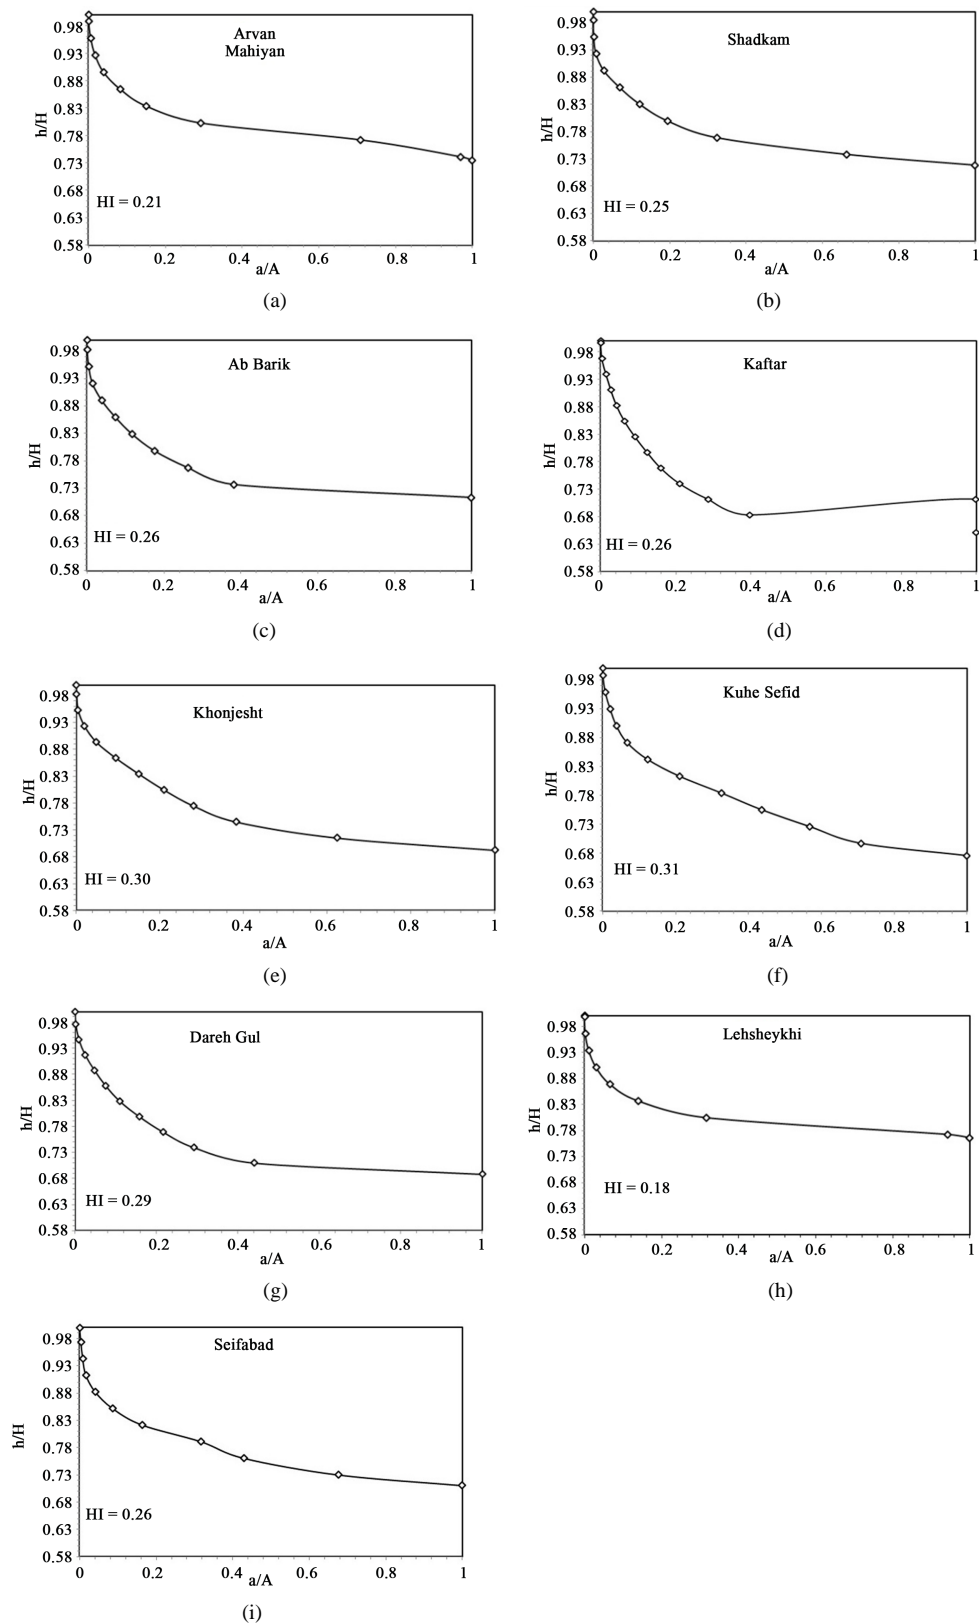 0.98
0.93
0.88
0.83
0.78
0.73
0.68
0.63
0.58
h/H
Arvan
Mahiyan
HI = 0.21
0 0.2 0.4 0.6 0.8 1
a/A
(a)
0.98
0.93
0.88
0.83
0.78
0.73
0.68
0.63
0.58
h/H
Shadkam
HI = 0.25
0 0.2 0.4 0.6 0.8 1
a/A
(b)
0.98
0.93
0.88
0.83
0.78
0.73
0.68
0.63
0.58
h/H
Ab Barik
HI = 0.26
0 0.2 0.4 0.6 0.8 1
a/A
(c)
0.98
0.93
0.88
0.83
0.78
0.73
0.68
0.63
0.58
h/H
Kaftar
HI = 0.26
0 0.2 0.4 0.6 0.8 1
a/A
(d)
0.98
0.93
0.88
0.83
0.78
0.73
0.68
0.63
0.58
h/H
Khonjesht
HI = 0.30
0 0.2 0.4 0.6 0.8 1
a/A
(e)
0.98
0.93
0.88
0.83
0.78
0.73
0.68
0.63
0.58
h/H
Kuhe Sefid
HI = 0.31
0 0.2 0.4 0.6 0.8 1
a/A
(f)
0.98
0.93
0.88
0.83
0.78
0.73
0.68
0.63
0.58
h/H
Dareh Gul
HI = 0.29
0 0.2 0.4 0.6 0.8 1
a/A
(g)
0.98
0.93
0.88
0.83
0.78
0.73
0.68
0.63
0.58
h/H
Lehsheykhi
HI = 0.18
0 0.2 0.4 0.6 0.8 1
a/A
(h)
0.98
0.93
0.88
0.83
0.78
0.73
0.68
0.63
0.58
h/H
Seifabad
HI = 0.26
0 0.2 0.4 0.6 0.8 1
a/A
(i)